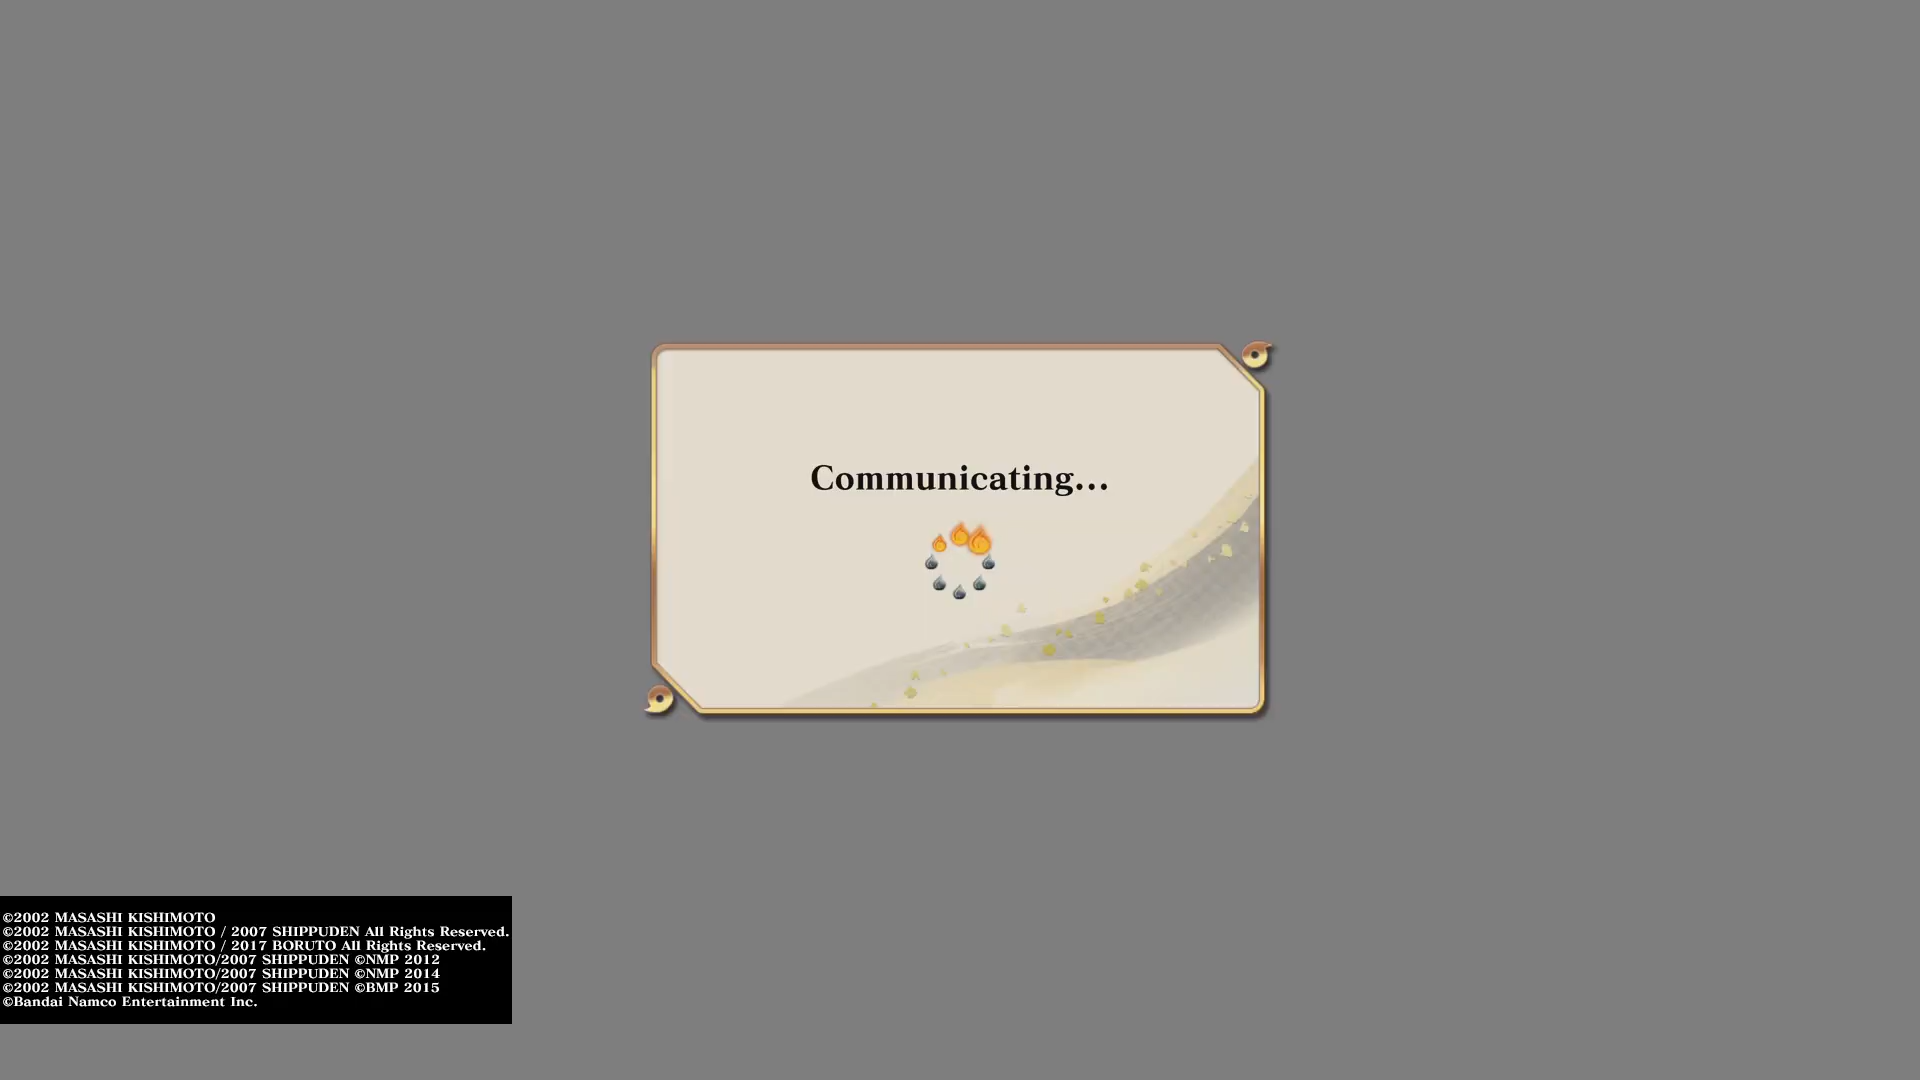 Communicating...
©2002 MASASHI KISHIMOTO
©2002 MASASHI KISHIMOTO / 2007 SHIPPUDEN All Rights Reserved.
©2002 MASASHI KISHIMOTO / 2017 BORUTO All Rights Reserved.
©2002 MASASHI KISHIMOTO/2007 SHIPPUDEN ©NMP 2012
©2002 MASASHI KISHIMOTO/2007 SHIPPUDEN ©NMP 2014
©2002 MASASHI KISHIMOTO/2007 SHIPPUDEN ©BMP 2015
©Bandai Namco Entertainment Inc.